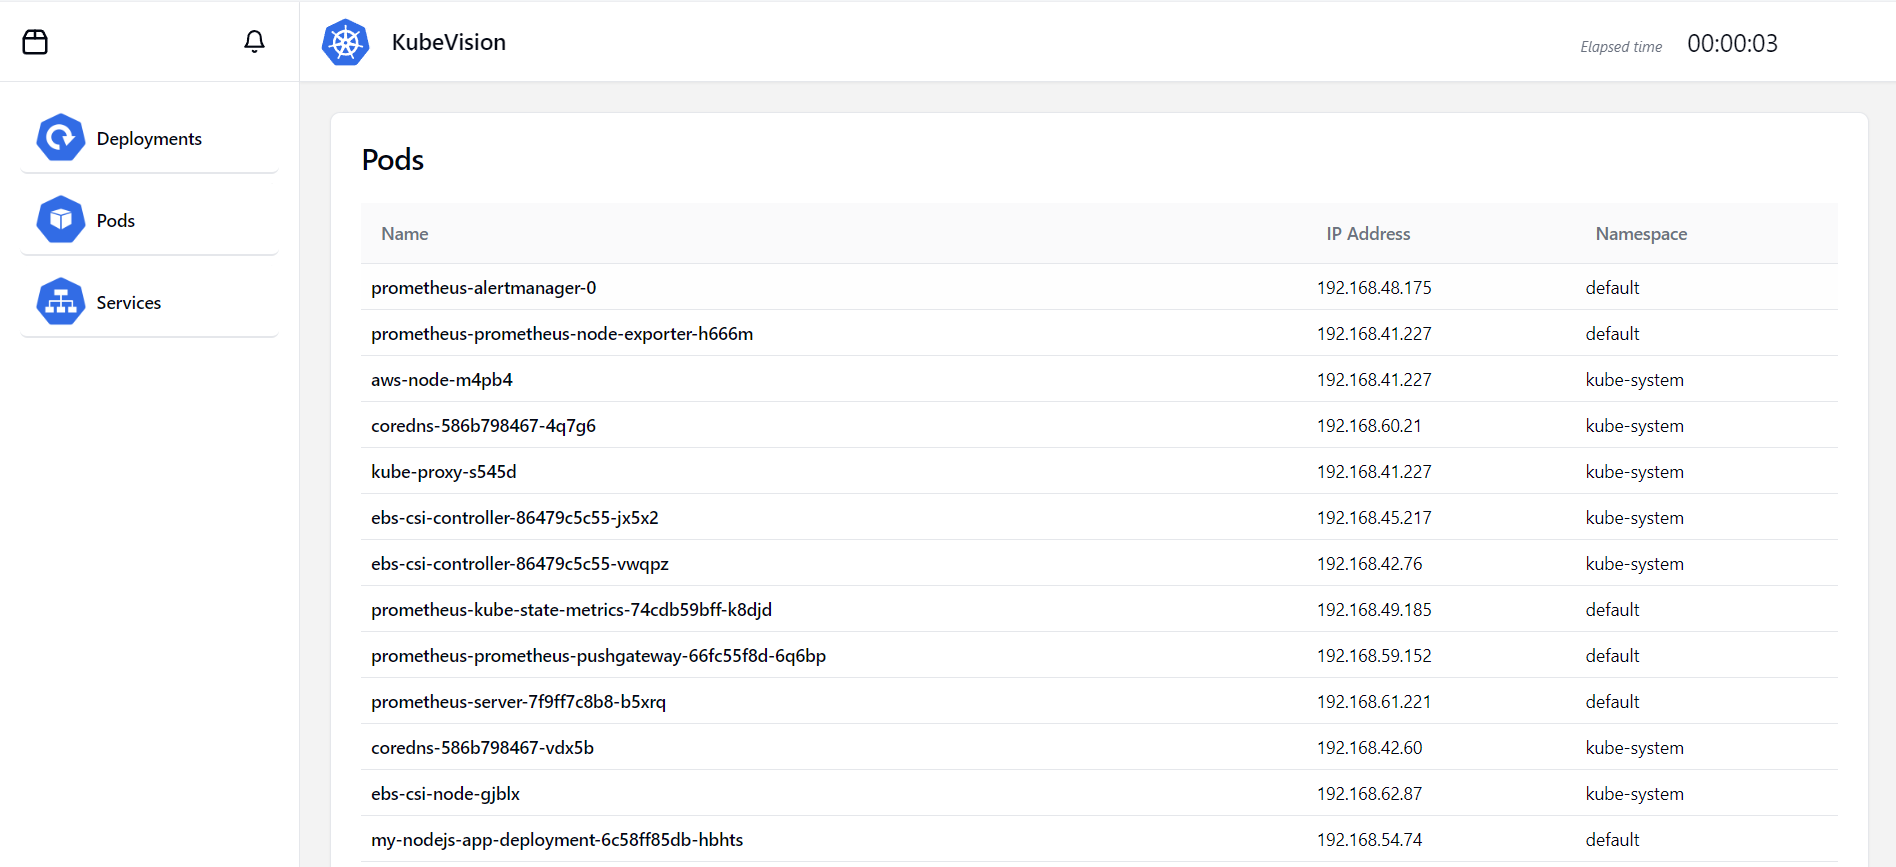 KubeVision
Elapsed time 00:00:03
Deployments
Pods
Services
Pods
Name IP Address Namespace
prometheus-alertmanager-0 192.168.48.175 default
prometheus-prometheus-node-exporter-h666m 192.168.41.227 default
aws-node-m4pb4 192.168.41.227 kube-system
coredns-586b798467-4q7g6 192.168.60.21 kube-system
kube-proxy-s545d 192.168.41.227 kube-system
ebs-csi-controller-86479c5c55-jx5x2 192.168.45.217 kube-system
ebs-csi-controller-86479c5c55-vwqpz 192.168.42.76 kube-system
prometheus-kube-state-metrics-74cdb59bff-k8djd 192.168.49.185 default
prometheus-prometheus-pushgateway-66fc55f8d-6q6bp 192.168.59.152 default
prometheus-server-7f9ff7c8b8-b5xrq 192.168.61.221 default
coredns-586b798467-vdx5b 192.168.42.60 kube-system
ebs-csi-node-gjblx 192.168.62.87 kube-system
my-nodejs-app-deployment-6c58ff85db-hbhts 192.168.54.74 default